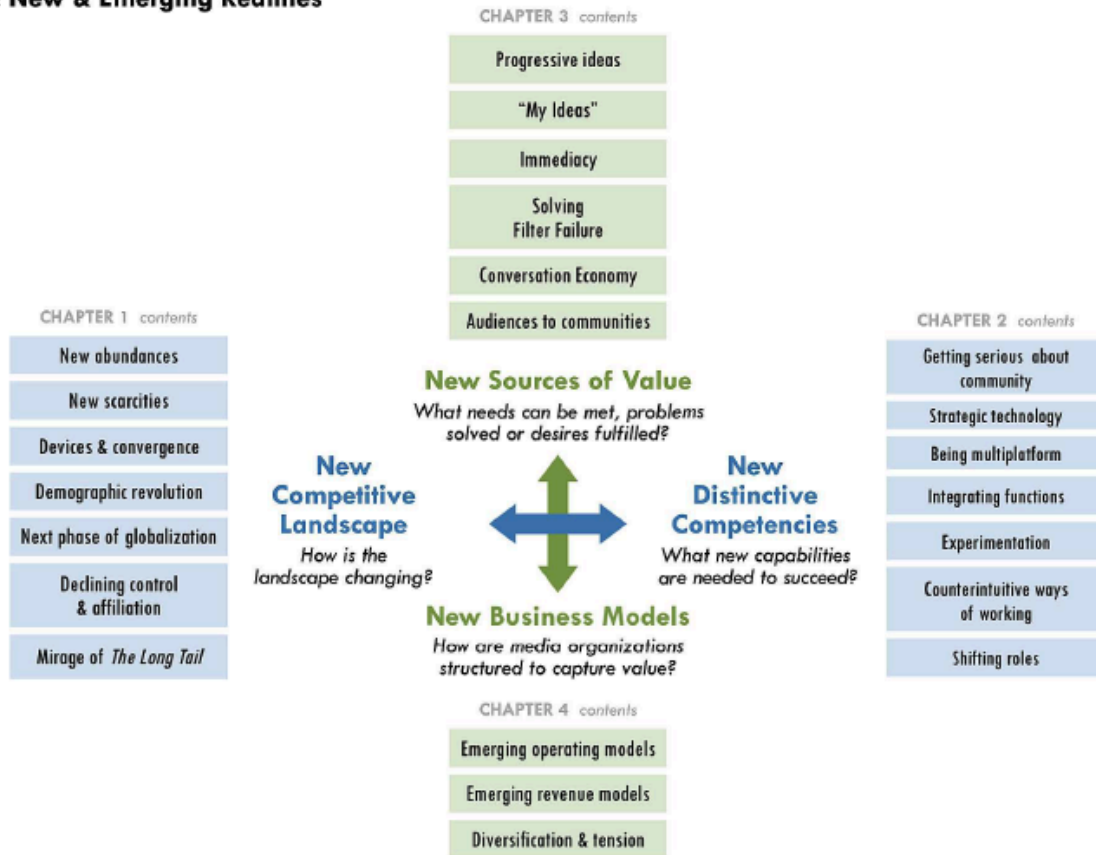 New & Emerging Realities
CHAPTER 3 contents
Progressive ideas
“My Ideas”
Immediacy
Solving
Filter Failure
Conversation Economy
Audiences to communities
CHAPTER 1 contents
New abundances
New scarcities
Devices & convergence
Demographic revolution
Next phase of globalization
Declining control
& affiliation
Mirage of The Long Tail
New Sources of Value
What needs can be met, problems
solved or desires fulfilled?
New
Competitive
Landscape
How is the
landscape changing?
New
Distinctive
Competencies
What new capabilities
are needed to succeed?
New Business Models
How are media organizations
structured to capture value?
CHAPTER 2 contents
Getting serious about
community
Strategic technology
Being multiplatform
Integrating functions
Experimentation
Counterintuitive ways
of working
Shifting roles
CHAPTER 4 contents
Emerging operating models
Emerging revenue models
Diversification & tension